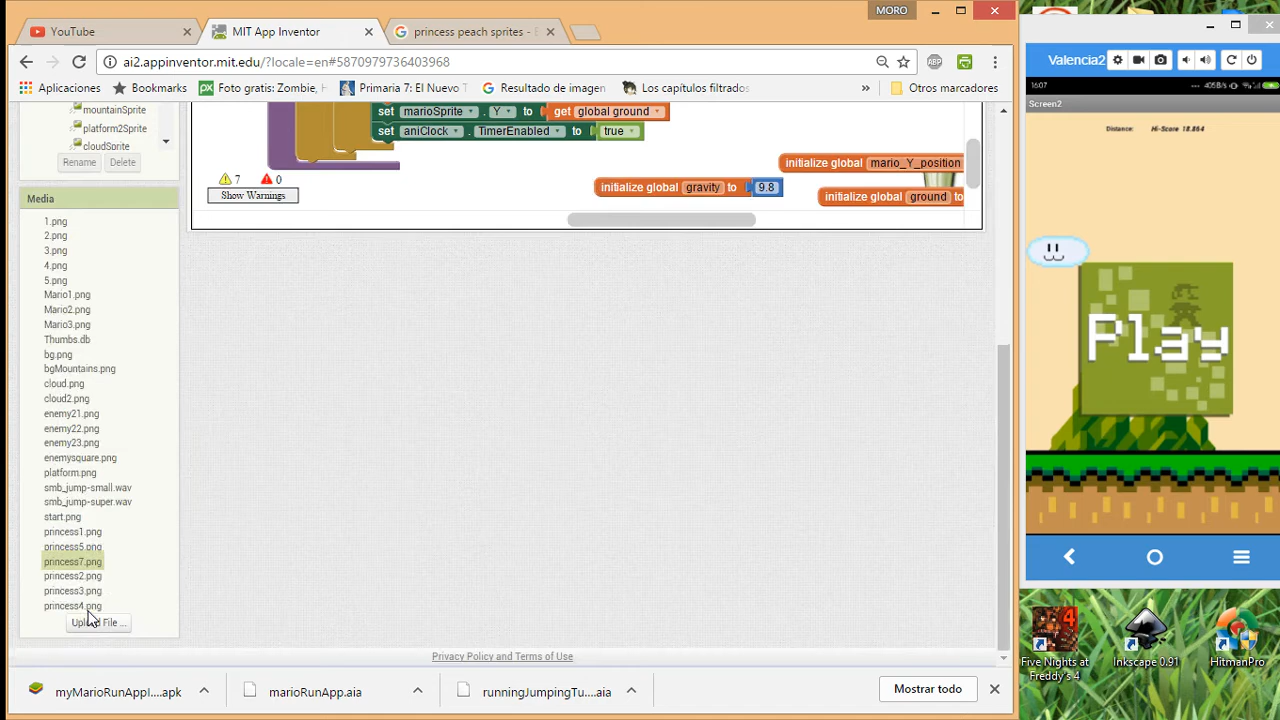 MORO
YouTube
MIT App Inventor
princess peach sprites - B
ai2.appinventor.mit.edu/?locale=en#5870979736403968
Aplicaciones
Bookmarks
Foto gratis: Zombie, H
Primaria 7: El Nuevo T
Resultado de imagen
Los capítulos filtrados
Otros marcadores
mountainSprite
platform2Sprite
cloudSprite
Rename
Delete
set marioSprite . Y to get global ground
set aniClock . TimerEnabled to true
7
0
Show Warnings
initialize global mario_Y_position
initialize global gravity to 9.8
initialize global ground to
Media
1.png
2.png
3.png
4.png
5.png
Mario1.png
Mario2.png
Mario3.png
Thumbs.db
bg.png
bgMountains.png
cloud.png
cloud2.png
enemy21.png
enemy22.png
enemy23.png
enemysquare.png
platform.png
smb_jump-small.wav
smb_jump-super.wav
start.png
princess1.png
princess5.png
princess7.png
princess2.png
princess3.png
princess4.png
Upload File ...
Privacy Policy and Terms of Use
myMarioRunAppI....apk
marioRunApp.aia
runningJumpingTu....aia
Mostrar todo
Valencia2
16:07
405B/s
Screen2
Distance:
Hi-Score 18.864
Play
4
Five Nights at
Freddy's 4
Inkscape 0.91
HitmanPro